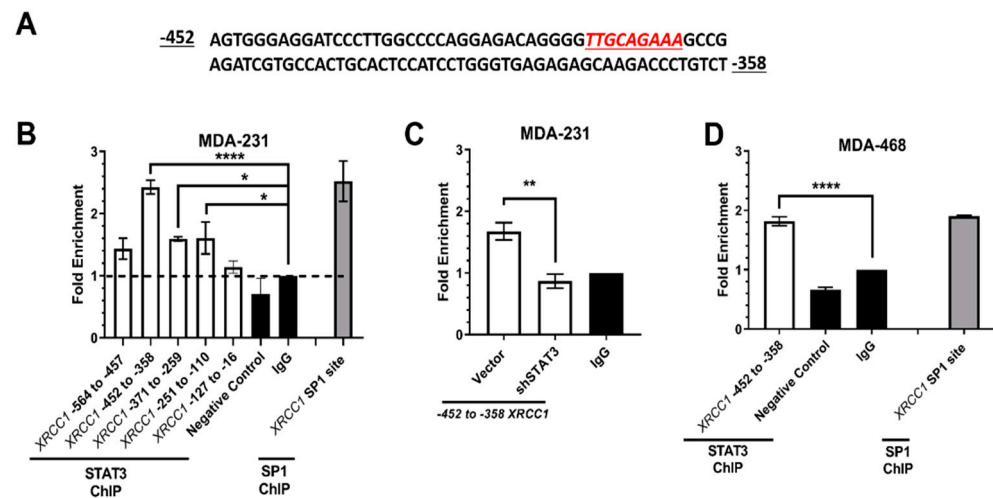 A
-452 AGTGGGAGGATCCCTTGGCCCCAGGAGACAGGGGTTGCAGAAAGCCG
AGATCGTGCCACTGCACTCCATCCTGGGTGAGAGAGCAAGACCCTGTCT -358
B
MDA-231
Fold Enrichment
3
2
1
0
****
*
*
XRCC1 -564 to -457
XRCC1 -452 to -358
XRCC1 -371 to -259
XRCC1 -251 to -110
XRCC1 -127 to -16
Negative Control
IgG
XRCC1 SP1 site
STAT3
ChIP
SP1
ChIP
C
MDA-231
Fold Enrichment
3
2
1
0
**
Vector
shSTAT3
IgG
-452 to -358 XRCC1
D
MDA-468
Fold Enrichment
3
2
1
0
****
XRCC1 -452 to -358
Negative Control
IgG
XRCC1 SP1 site
STAT3
ChIP
SP1
ChIP